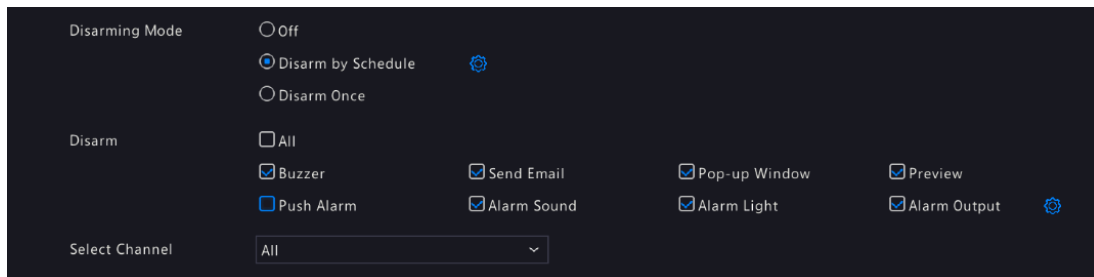 Disarming Mode Off
Disarm by Schedule
Disarm Once
Disarm All
Buzzer Send Email Pop-up Window Preview
Push Alarm Alarm Sound Alarm Light Alarm Output
Select Channel All